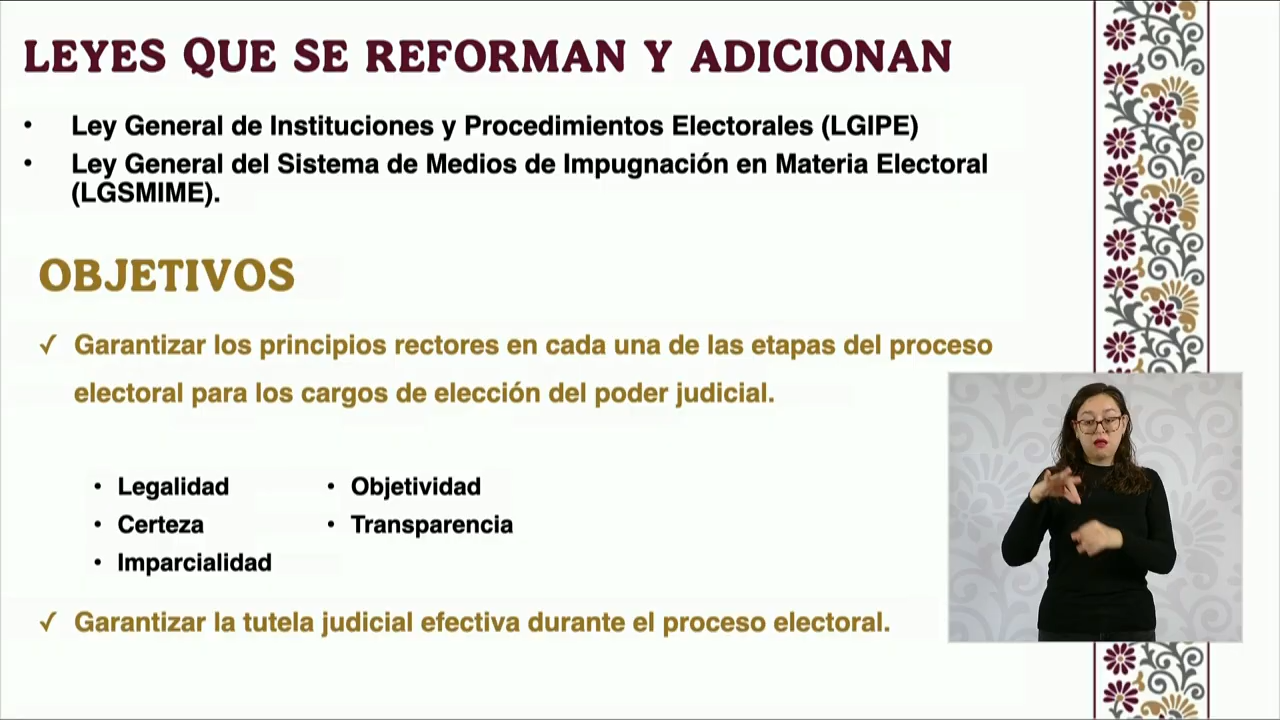 LEYES QUE SE REFORMAN Y ADICIONAN
• Ley General de Instituciones y Procedimientos Electorales (LGIPE)
• Ley General del Sistema de Medios de Impugnación en Materia Electoral
(LGSMIME).
OBJETIVOS
✓ Garantizar los principios rectores en cada una de las etapas del proceso
electoral para los cargos de elección del poder judicial.
• Legalidad
• Certeza
• Imparcialidad
• Objetividad
• Transparencia
✓ Garantizar la tutela judicial efectiva durante el proceso electoral.